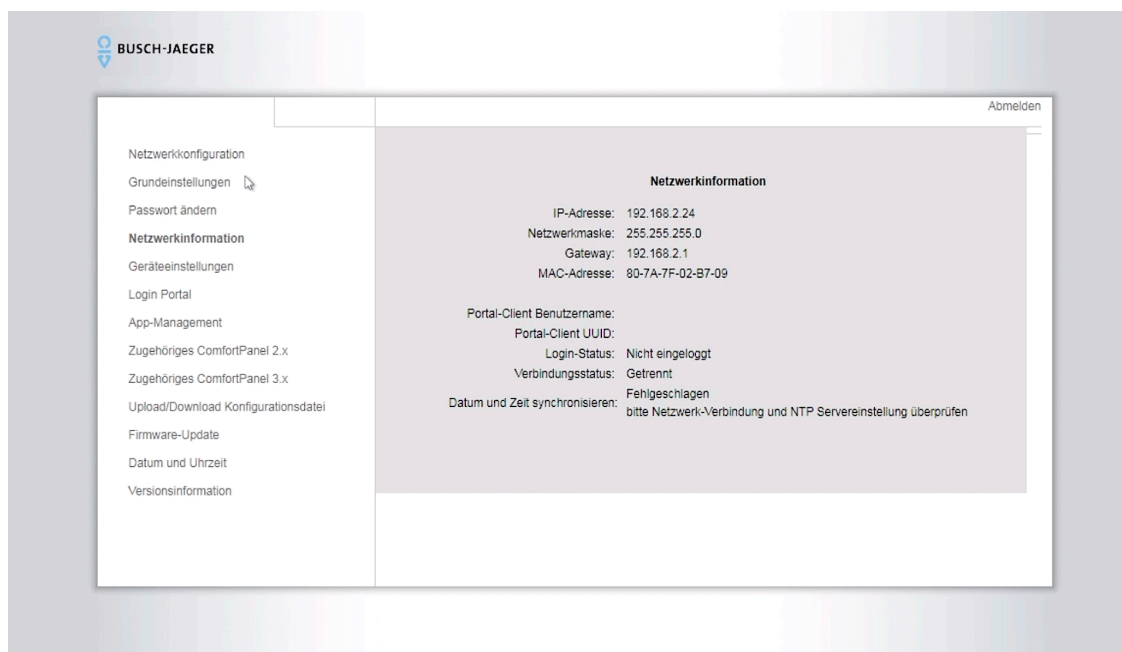 BUSCH-JAEGER
Abmelden
Netzwerkkonfiguration
Grundeinstellungen
Passwort ändern
Netzwerkinformation
Geräteeinstellungen
Login Portal
App-Management
Zugehöriges ComfortPanel 2.x
Zugehöriges ComfortPanel 3.x
Upload/Download Konfigurationsdatei
Firmware-Update
Datum und Uhrzeit
Versionsinformation
Netzwerkinformation
IP-Adresse: 192.168.2.24
Netzwerkmaske: 255.255.255.0
Gateway: 192.168.2.1
MAC-Adresse: 80-7A-7F-02-B7-09
Portal-Client Benutzername:
Portal-Client UUID:
Login-Status: Nicht eingeloggt
Verbindungsstatus: Getrennt
Datum und Zeit synchronisieren: Fehlgeschlagen
bitte Netzwerk-Verbindung und NTP Servereinstellung überprüfen